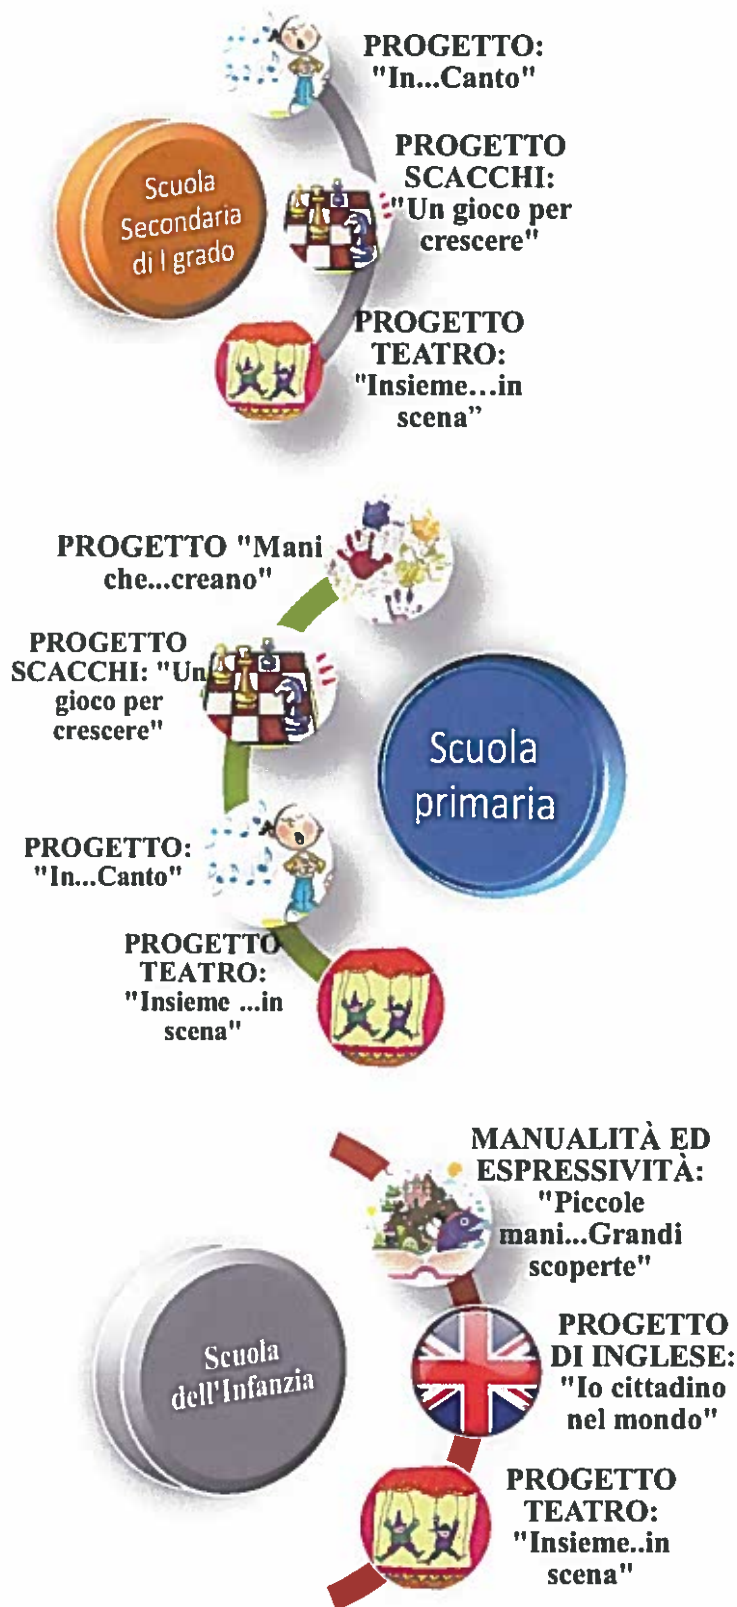 PROGETTO:
"In...Canto"
Scuola
Secondaria
di I grado
PROGETTO
SCACCHI:
"Un gioco per
crescere"
PROGETTO
TEATRO:
"Insieme...in
scena”
PROGETTO "Mani
che...creano"
PROGETTO
SCACCHI: "Un
gioco per
crescere"
Scuola
primaria
PROGETTO:
"In...Canto"
PROGETTO
TEATRO:
"Insieme ...in
scena"
MANUALITÀ ED
ESPRESSIVITÀ:
"Piccole
mani...Grandi
scoperte"
Scuola
dell'Infanzia
PROGETTO
DI INGLESE:
"Io cittadino
nel mondo"
PROGETTO
TEATRO:
"Insieme..in
scena"